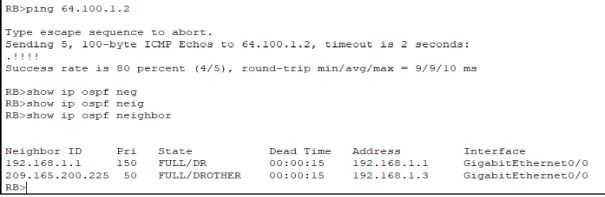 RB>ping 64.100.1.2
Type escape sequence to abort.
Sending 5, 100-byte ICMP Echos to 64.100.1.2, timeout is 2 seconds:
.!!!!
Success rate is 80 percent (4/5), round-trip min/avg/max = 9/9/10 ms
RB>show ip ospf neg
RB>show ip ospf neig
RB>show ip ospf neighbor
Neighbor ID Pri State Dead Time Address Interface
192.168.1.1 150 FULL/DR 00:00:15 192.168.1.1 GigabitEthernet0/0
209.165.200.225 50 FULL/DROTHER 00:00:15 192.168.1.3 GigabitEthernet0/0
RB>